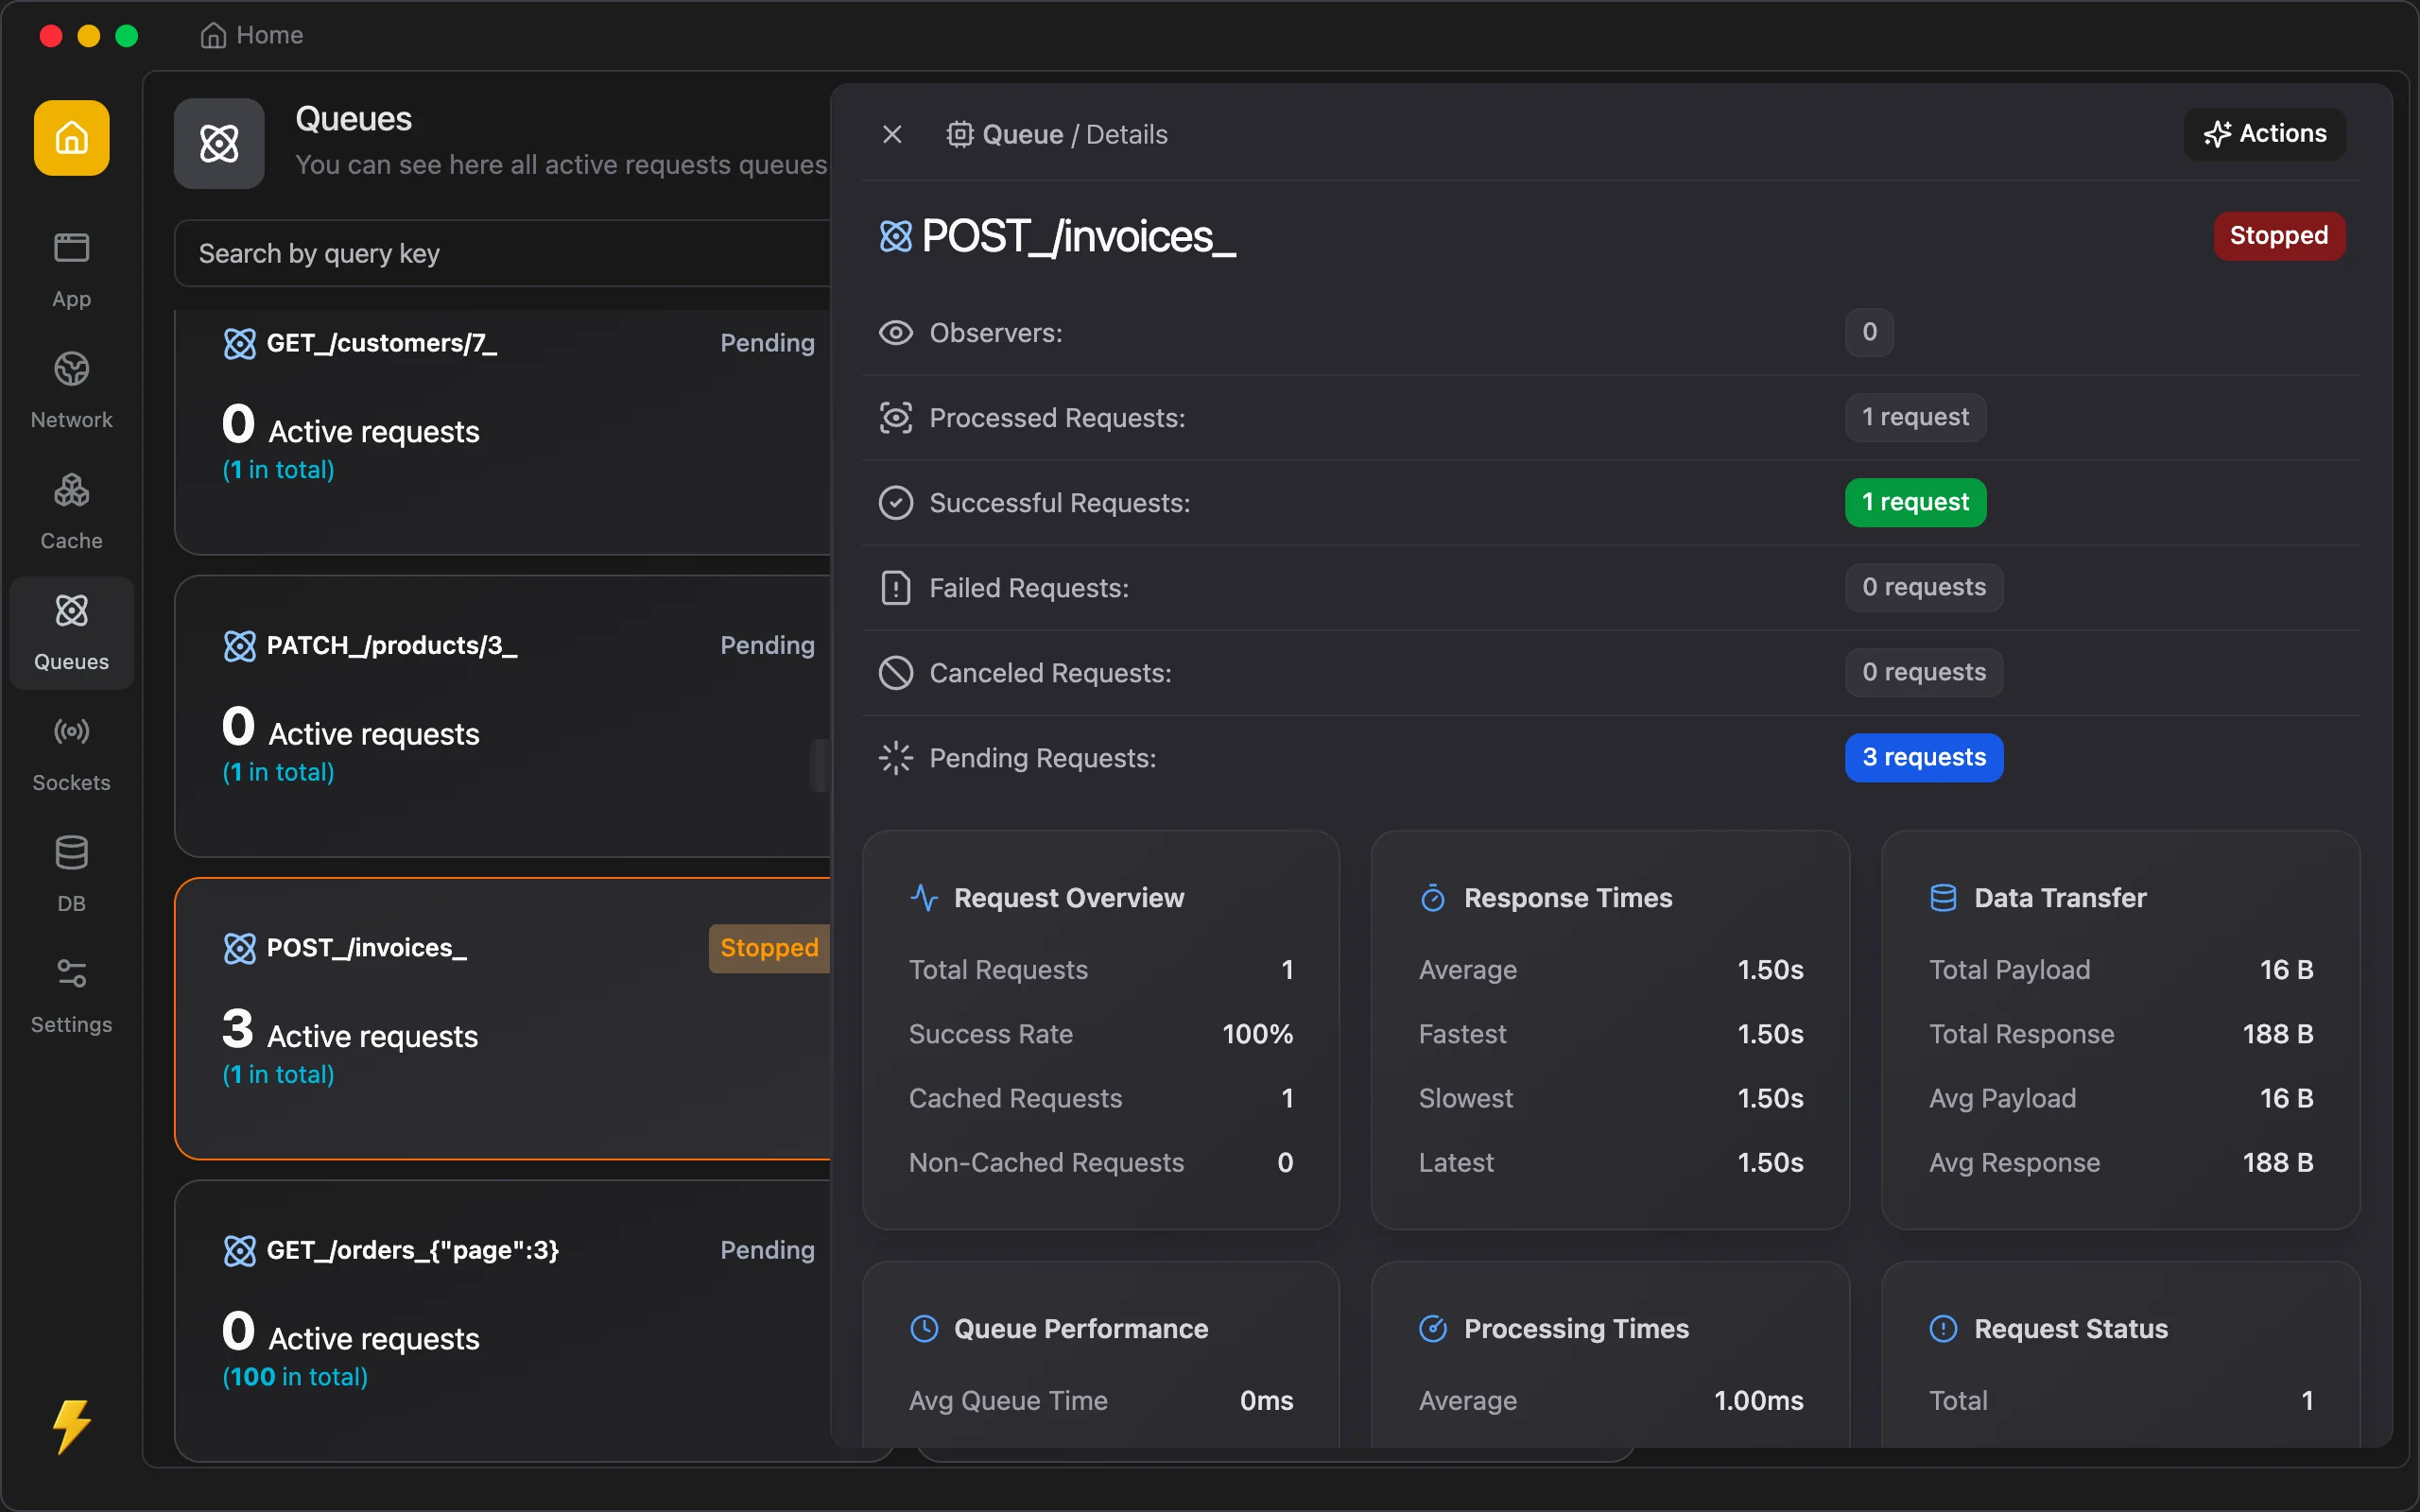 Home
App
Network
Cache
Queues
Sockets
DB
Settings
Queues
You can see here all active requests queues
Search by query key
GET_/customers/7_ Pending
0 Active requests
(1 in total)
PATCH_/products/3_ Pending
0 Active requests
(1 in total)
POST_/invoices_ Stopped
3 Active requests
(1 in total)
GET_/orders_{"page":3} Pending
0 Active requests
(100 in total)
Queue / Details
Actions
POST_/invoices_ Stopped
Observers: 0
Processed Requests: 1 request
Successful Requests: 1 request
Failed Requests: 0 requests
Canceled Requests: 0 requests
Pending Requests: 3 requests
Request Overview
Total Requests 1
Success Rate 100%
Cached Requests 1
Non-Cached Requests 0
Response Times
Average 1.50s
Fastest 1.50s
Slowest 1.50s
Latest 1.50s
Data Transfer
Total Payload 16 B
Total Response 188 B
Avg Payload 16 B
Avg Response 188 B
Queue Performance
Avg Queue Time 0ms
Processing Times
Average 1.00ms
Request Status
Total 1